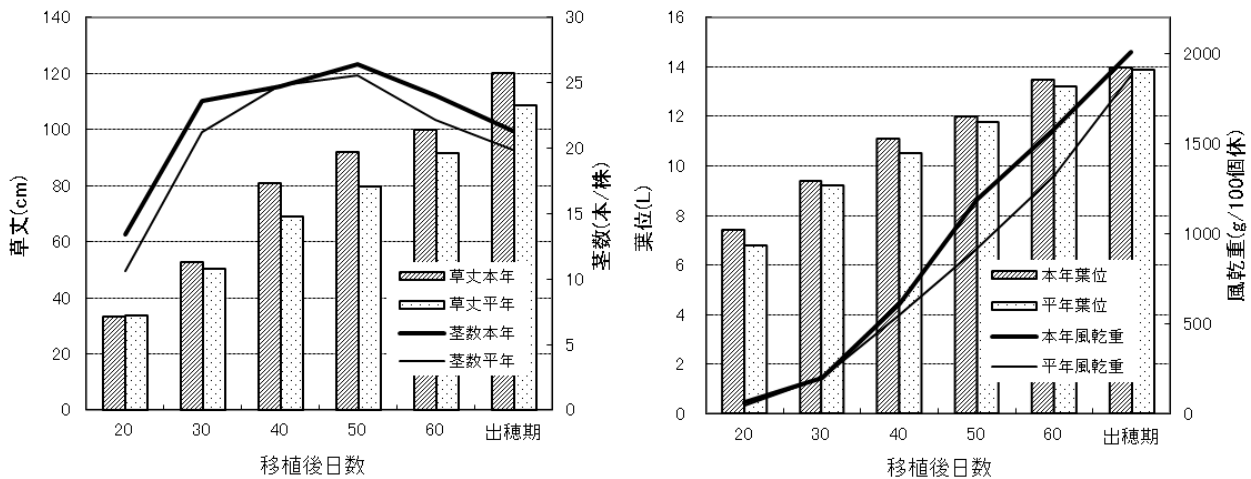 140
120
100
80
60
40
20
0
草丈(cm)
30
25
20
15
10
5
0
茎数(本/株)
草丈本年
草丈平年
茎数本年
茎数平年
20 30 40 50 60 出穂期
移植後日数
16
14
12
10
8
6
4
2
0
葉位(L)
2000
1500
1000
500
0
風乾重(g/100個休)
本年葉位
平年葉位
本年風乾重
平年風乾重
20 30 40 50 60 出穂期
移植後日数